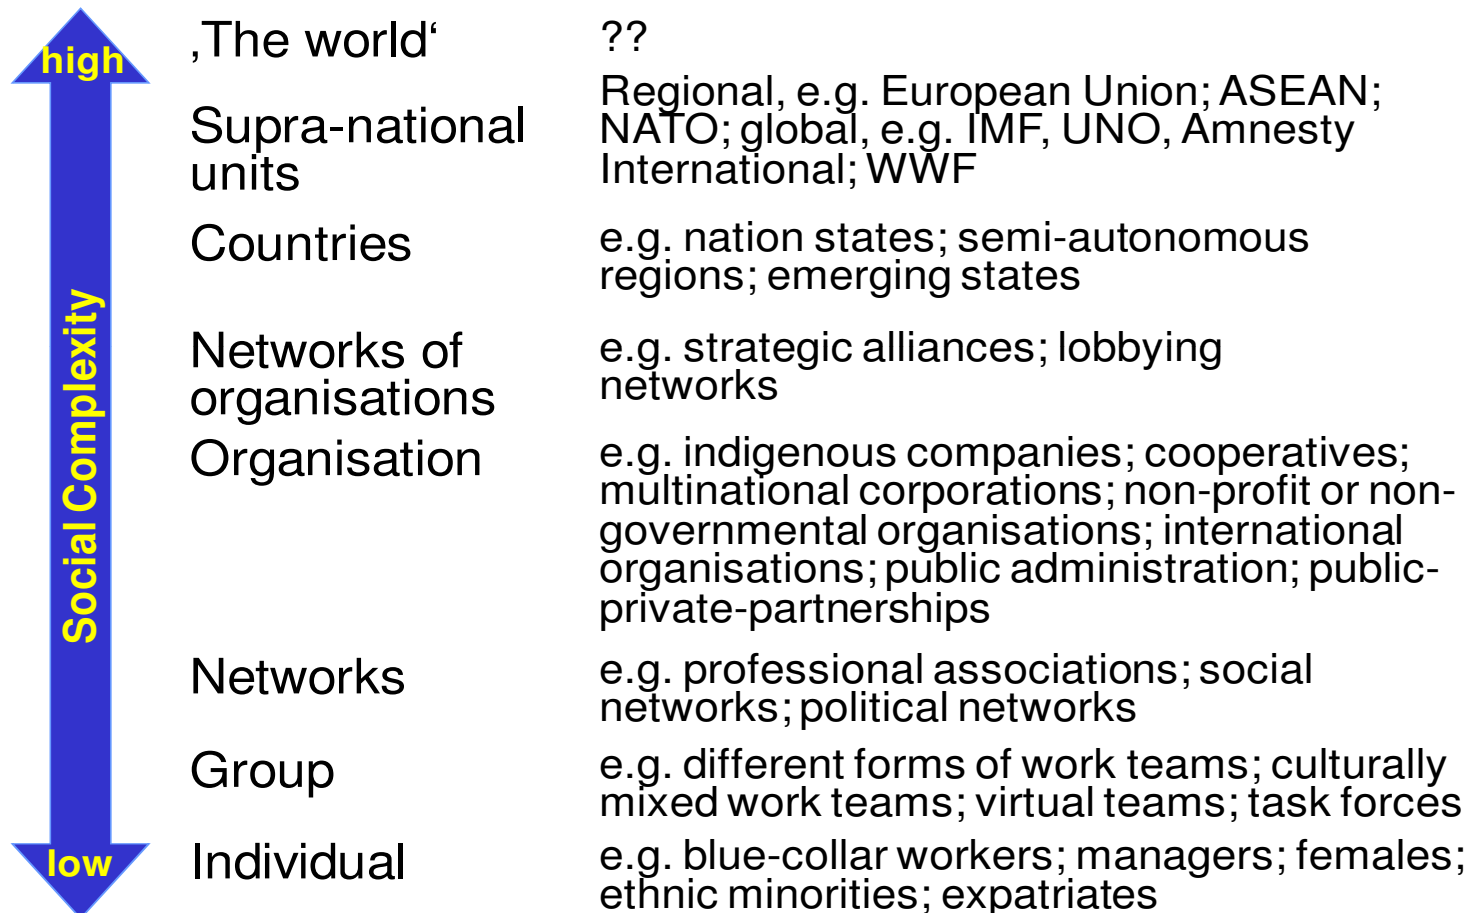 high
‚The world‘
??
Supra-national
units
Regional, e.g. European Union; ASEAN;
NATO; global, e.g. IMF, UNO, Amnesty
International; WWF
Countries
e.g. nation states; semi-autonomous
regions; emerging states
Social Complexity
Networks of
organisations
e.g. strategic alliances; lobbying
networks
Organisation
e.g. indigenous companies; cooperatives;
multinational corporations; non-profit or non-
governmental organisations; international
organisations; public administration; public-
private-partnerships
Networks
e.g. professional associations; social
networks; political networks
Group
e.g. different forms of work teams; culturally
mixed work teams; virtual teams; task forces
low
Individual
e.g. blue-collar workers; managers; females;
ethnic minorities; expatriates